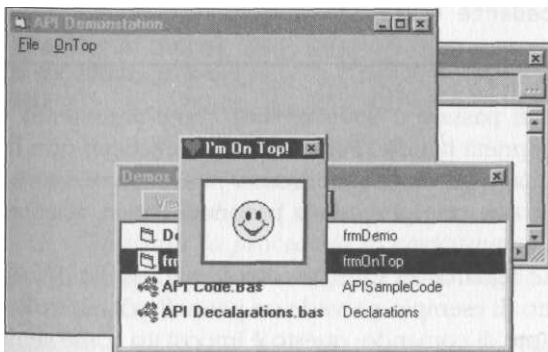 API Demonstation
File OnTop
I'm On Top!
Demos
frmDemo
frmOnTop
API Code.Bas APISampleCode
API Decalarations.bas Declarations